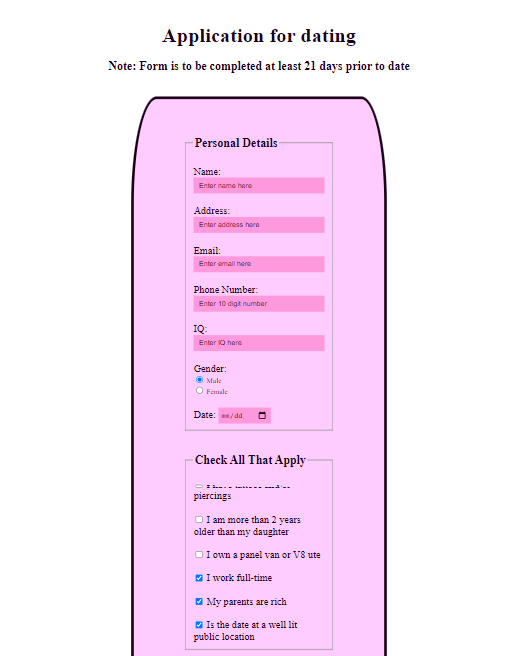 Application for dating
Note: Form is to be completed at least 21 days prior to date
Personal Details
Name:
Enter name here
Address:
Enter address here
Email:
Enter email here
Phone Number:
Enter 10 digit number
IQ:
Enter IQ here
Gender:
Male
Female
Date: mm/dd
Check All That Apply
piercings
I am more than 2 years
older than my daughter
I own a panel van or V8 ute
I work full-time
My parents are rich
Is the date at a well lit
public location